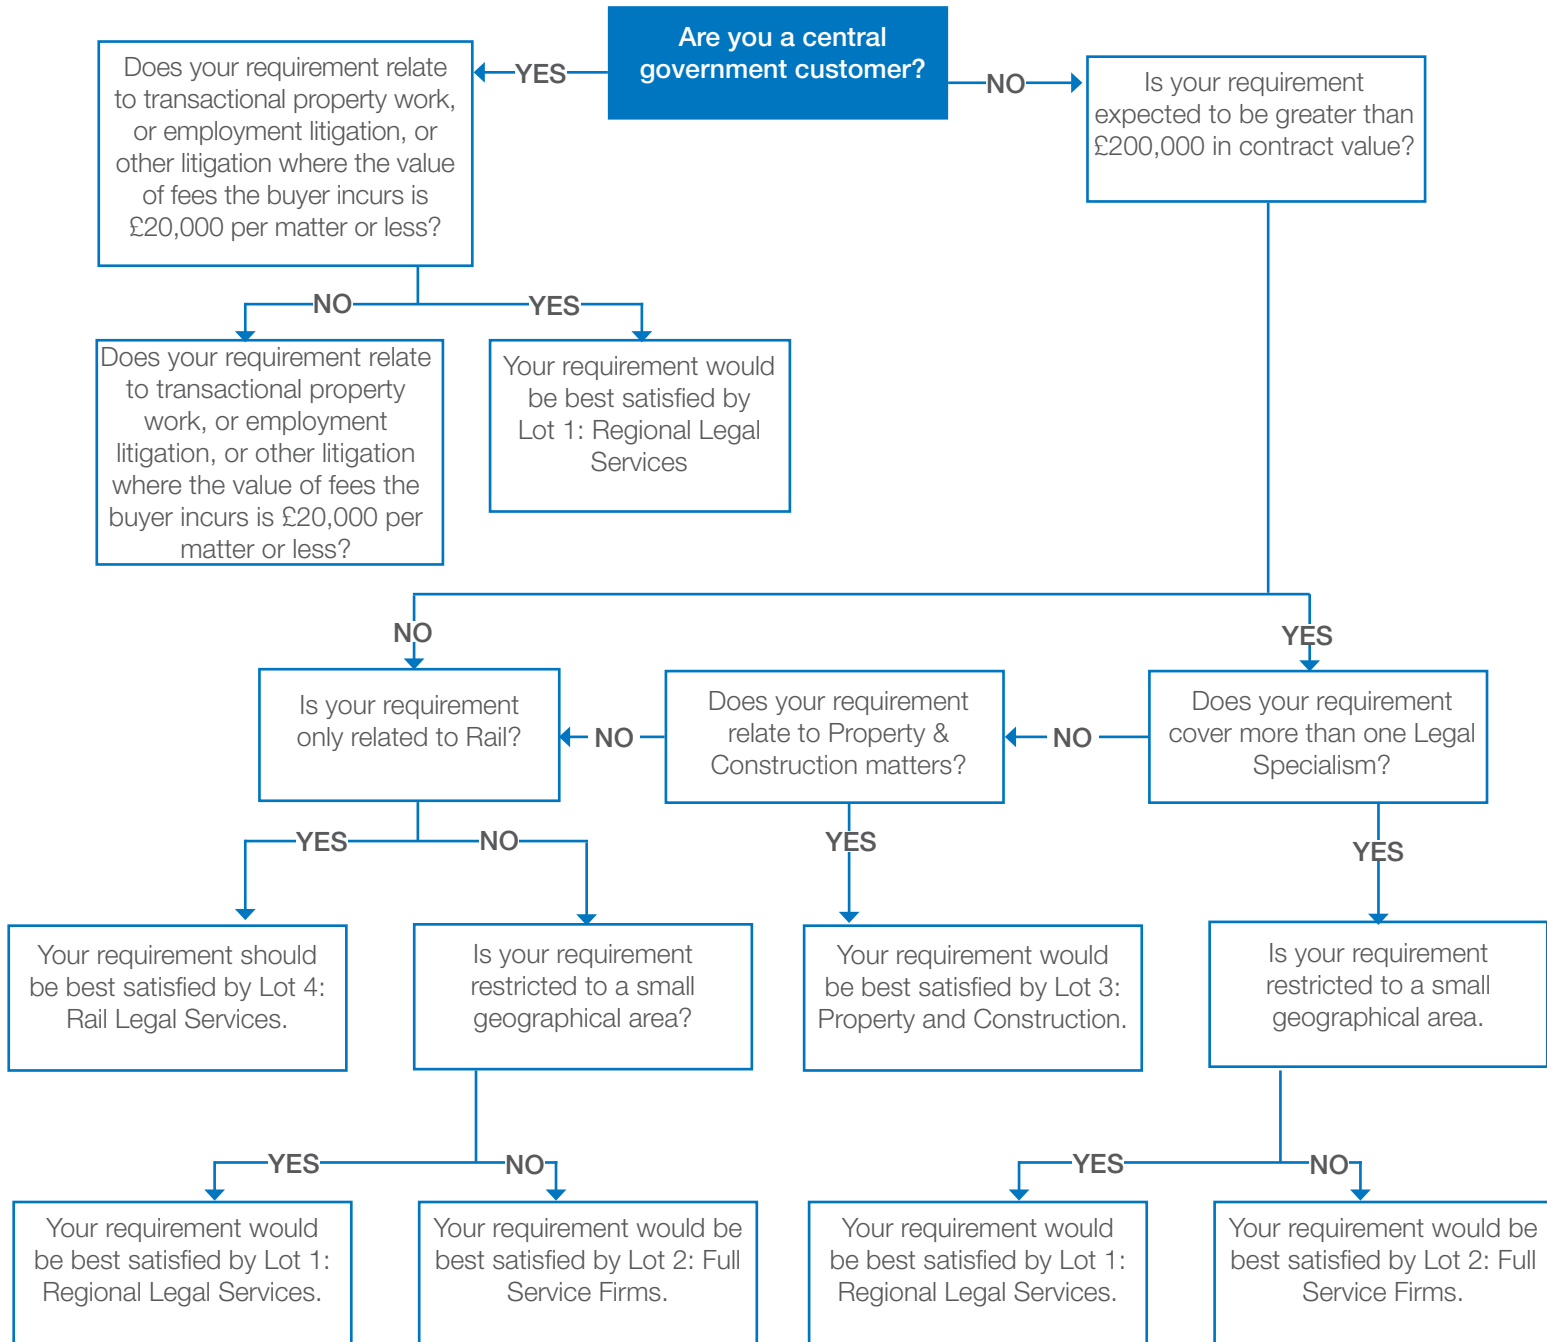 Are you a central
government customer?
YES
NO
Does your requirement relate
to transactional property work,
or employment litigation, or
other litigation where the value
of fees the buyer incurs is
£20,000 per matter or less?
Is your requirement
expected to be greater than
£200,000 in contract value?
NO
YES
Does your requirement relate
to transactional property
work, or employment
litigation, or other litigation
where the value of fees the
buyer incurs is £20,000 per
matter or less?
Your requirement would
be best satisfied by
Lot 1: Regional Legal
Services
NO
YES
Is your requirement
only related to Rail?
NO
Does your requirement
relate to Property &
Construction matters?
NO
Does your requirement
cover more than one Legal
Specialism?
YES
NO
YES
YES
Your requirement should
be best satisfied by Lot 4:
Rail Legal Services.
Is your requirement
restricted to a small
geographical area?
Your requirement would
be best satisfied by Lot 3:
Property and Construction.
Is your requirement
restricted to a small
geographical area.
YES
NO
YES
NO
Your requirement would
be best satisfied by Lot 1:
Regional Legal Services.
Your requirement would be
best satisfied by Lot 2: Full
Service Firms.
Your requirement would
be best satisfied by Lot 1:
Regional Legal Services.
Your requirement would be
best satisfied by Lot 2: Full
Service Firms.